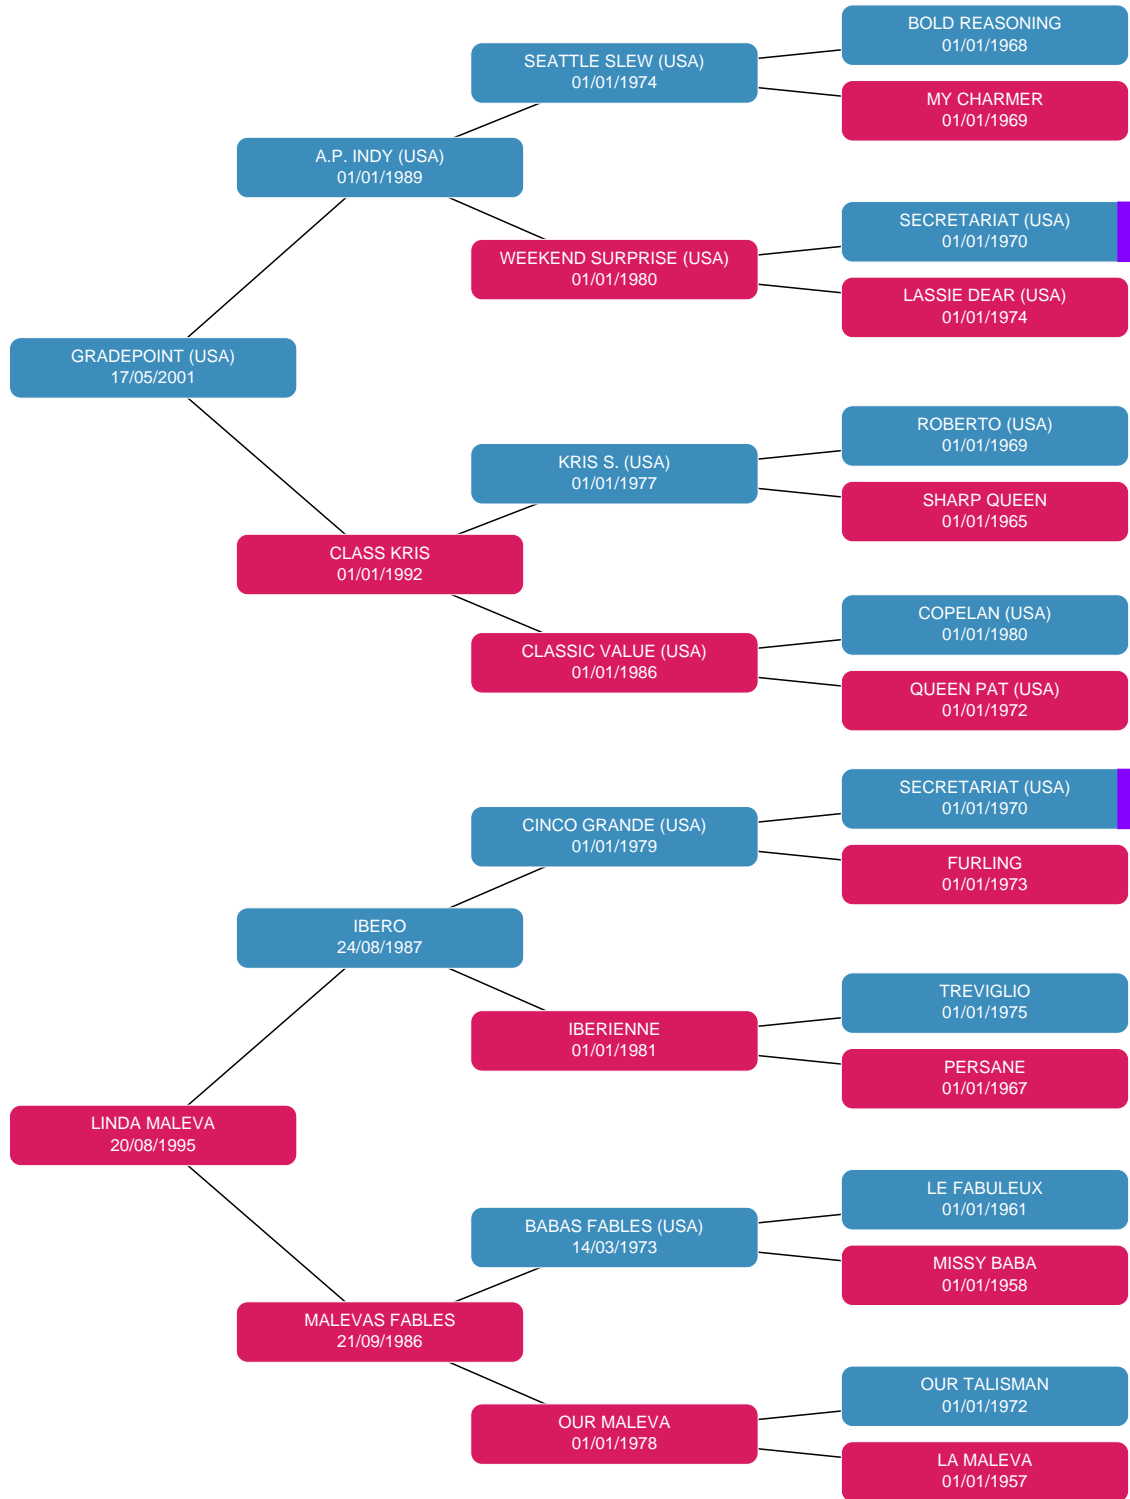 BOLD REASONING
01/01/1968
SEATTLE SLEW (USA)
01/01/1974
MY CHARMER
01/01/1969
A.P. INDY (USA)
01/01/1989
SECRETARIAT (USA)
01/01/1970
WEEKEND SURPRISE (USA)
01/01/1980
LASSIE DEAR (USA)
01/01/1974
GRADEPOINT (USA)
17/05/2001
ROBERTO (USA)
01/01/1969
KRIS S. (USA)
01/01/1977
SHARP QUEEN
01/01/1965
CLASS KRIS
01/01/1992
COPELAN (USA)
01/01/1980
CLASSIC VALUE (USA)
01/01/1986
QUEEN PAT (USA)
01/01/1972
SECRETARIAT (USA)
01/01/1970
CINCO GRANDE (USA)
01/01/1979
FURLING
01/01/1973
IBERO
24/08/1987
TREVIGLIO
01/01/1975
IBERIENNE
01/01/1981
PERSANE
01/01/1967
LINDA MALEVA
20/08/1995
LE FABULEUX
01/01/1961
BABAS FABLES (USA)
14/03/1973
MISSY BABA
01/01/1958
MALEVAS FABLES
21/09/1986
OUR TALISMAN
01/01/1972
OUR MALEVA
01/01/1978
LA MALEVA
01/01/1957